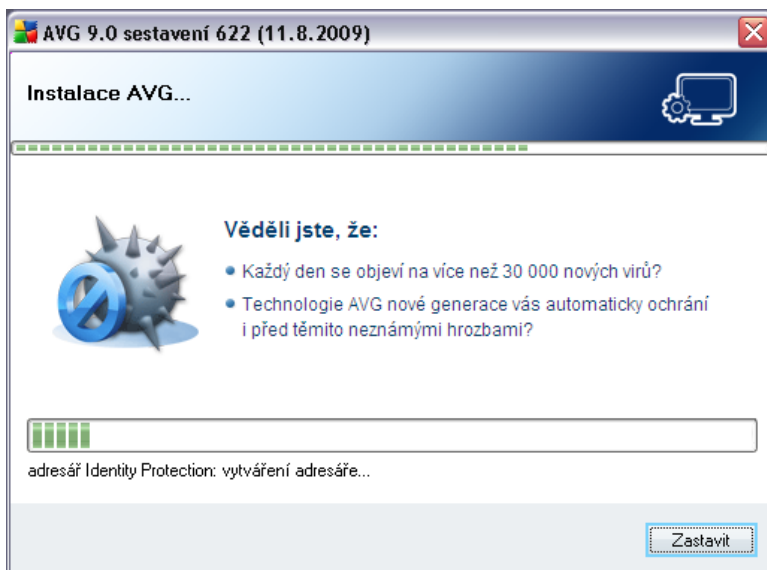 AVG 9.0 sestavení 622 (11.8.2009)
Instalace AVG...
Věděli jste, že:
Každý den se objeví na více než 30 000 nových virů?
Technologie AVG nové generace vás automaticky ochrání
i před těmito neznámými hrozbami?
adresář Identity Protection: vytváření adresáře...
Zastavit